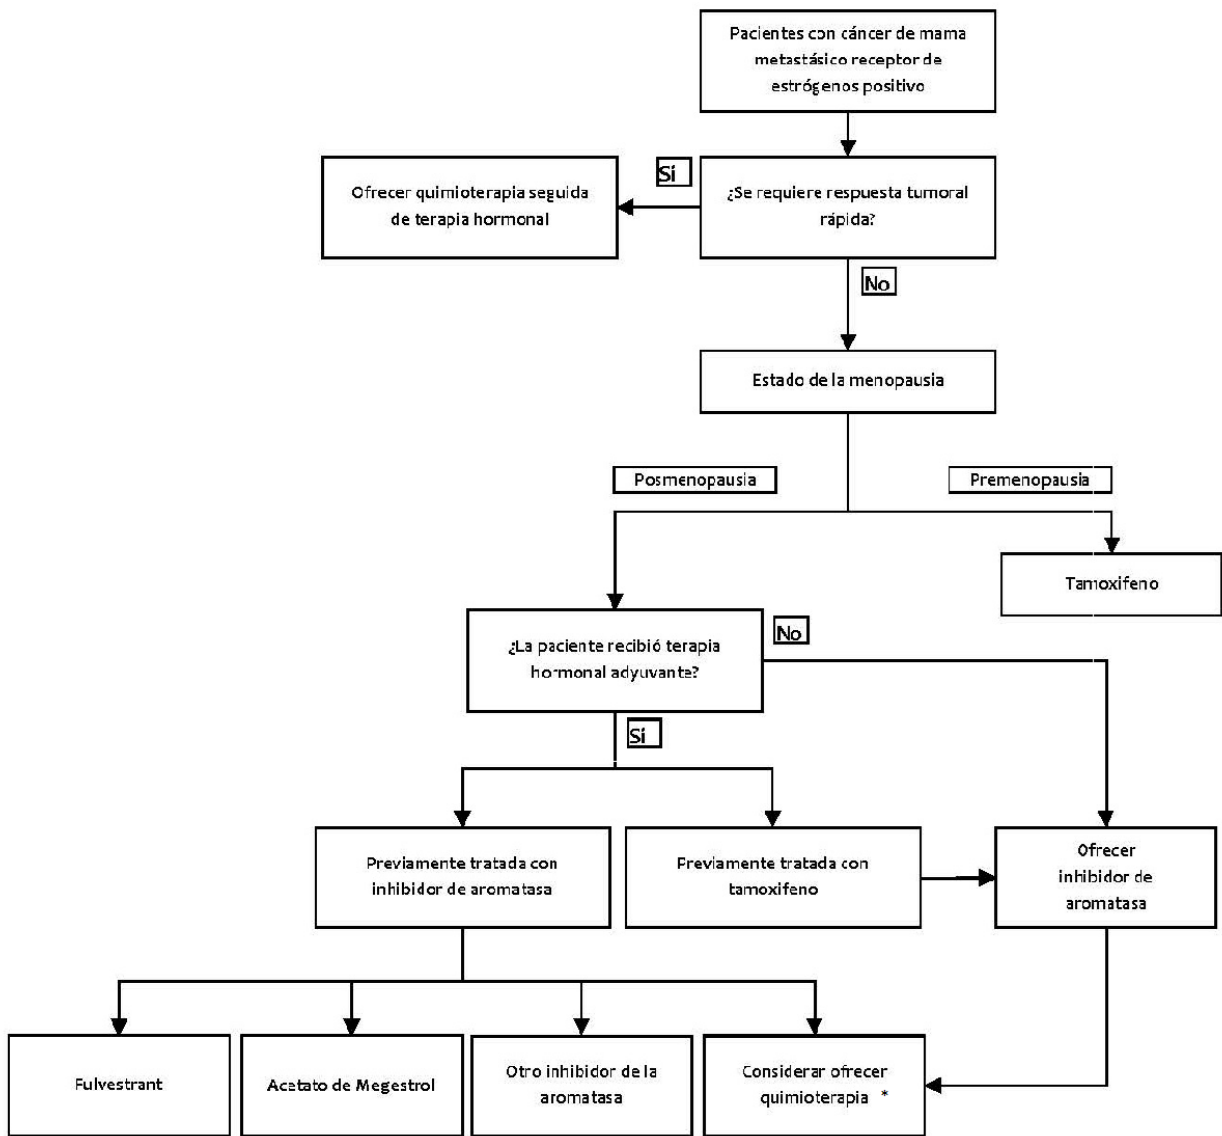 Pacientes con cáncer de mama
metastásico receptor de
estrógenos positivo
Sí
Ofrecer quimioterapia seguida
de terapia hormonal
¿Se requiere respuesta tumoral
rápida?
No
Estado de la menopausia
Posmenopausia
Premenopausia
Tamoxifeno
¿La paciente recibió terapia
hormonal adyuvante?
No
Sí
Previamente tratada con
inhibidor de aromatasa
Previamente tratada con
tamoxifeno
Ofrecer
inhibidor de
aromatasa
Fulvestrant
Acetato de Megestrol
Otro inhibidor de la
aromatasa
Considerar ofrecer
quimioterapia *